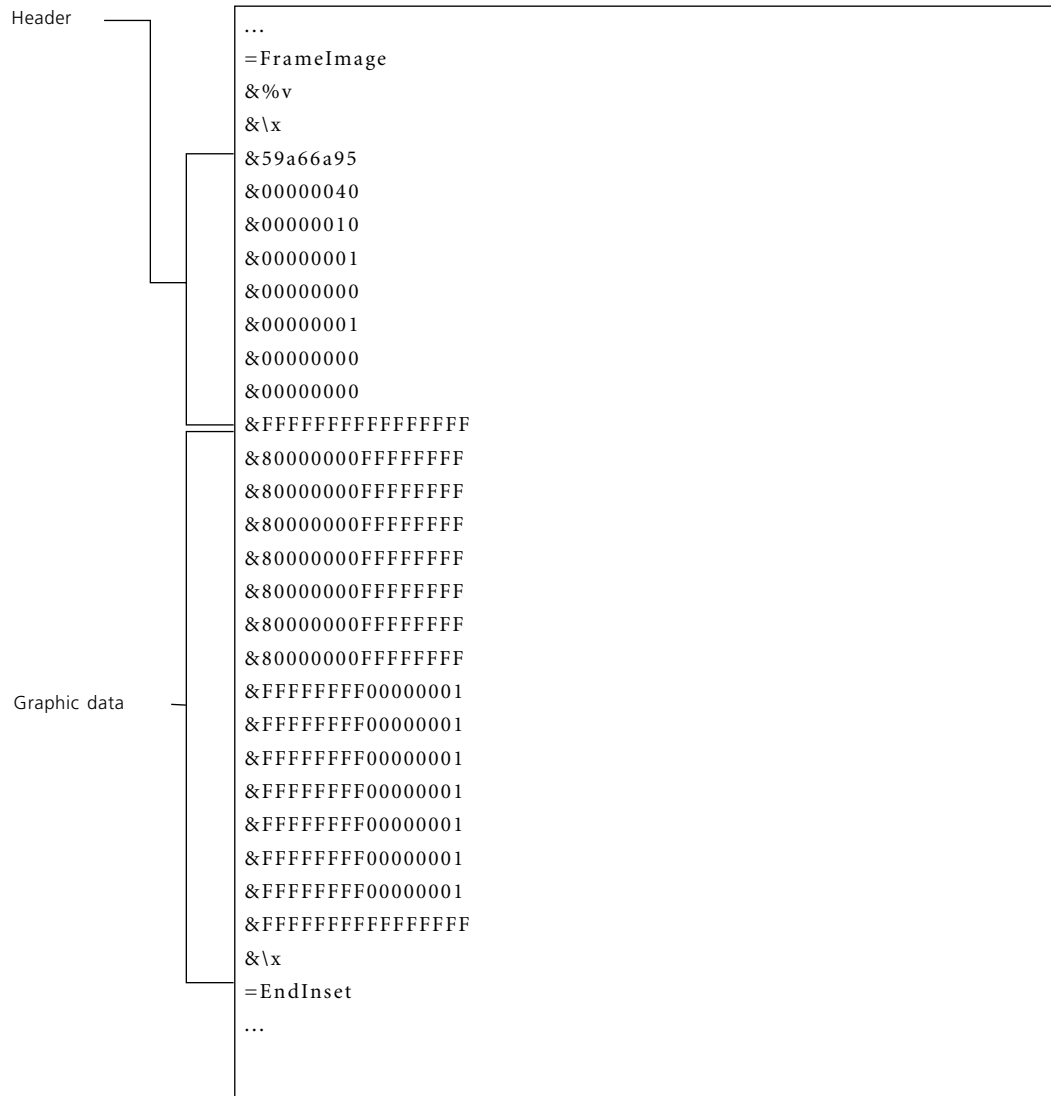 Header
...
=FrameImage
&%v
&\x
&59a66a95
&00000040
&00000010
&00000001
&00000000
&00000001
&00000000
&00000000
&FFFFFFFFFFFFFFFF
&80000000FFFFFFFF
&80000000FFFFFFFF
&80000000FFFFFFFF
&80000000FFFFFFFF
&80000000FFFFFFFF
&80000000FFFFFFFF
&80000000FFFFFFFF
Graphic data
&FFFFFFFF00000001
&FFFFFFFF00000001
&FFFFFFFF00000001
&FFFFFFFF00000001
&FFFFFFFF00000001
&FFFFFFFF00000001
&FFFFFFFF00000001
&FFFFFFFFFFFFFFFF
&\x
=EndInset
...